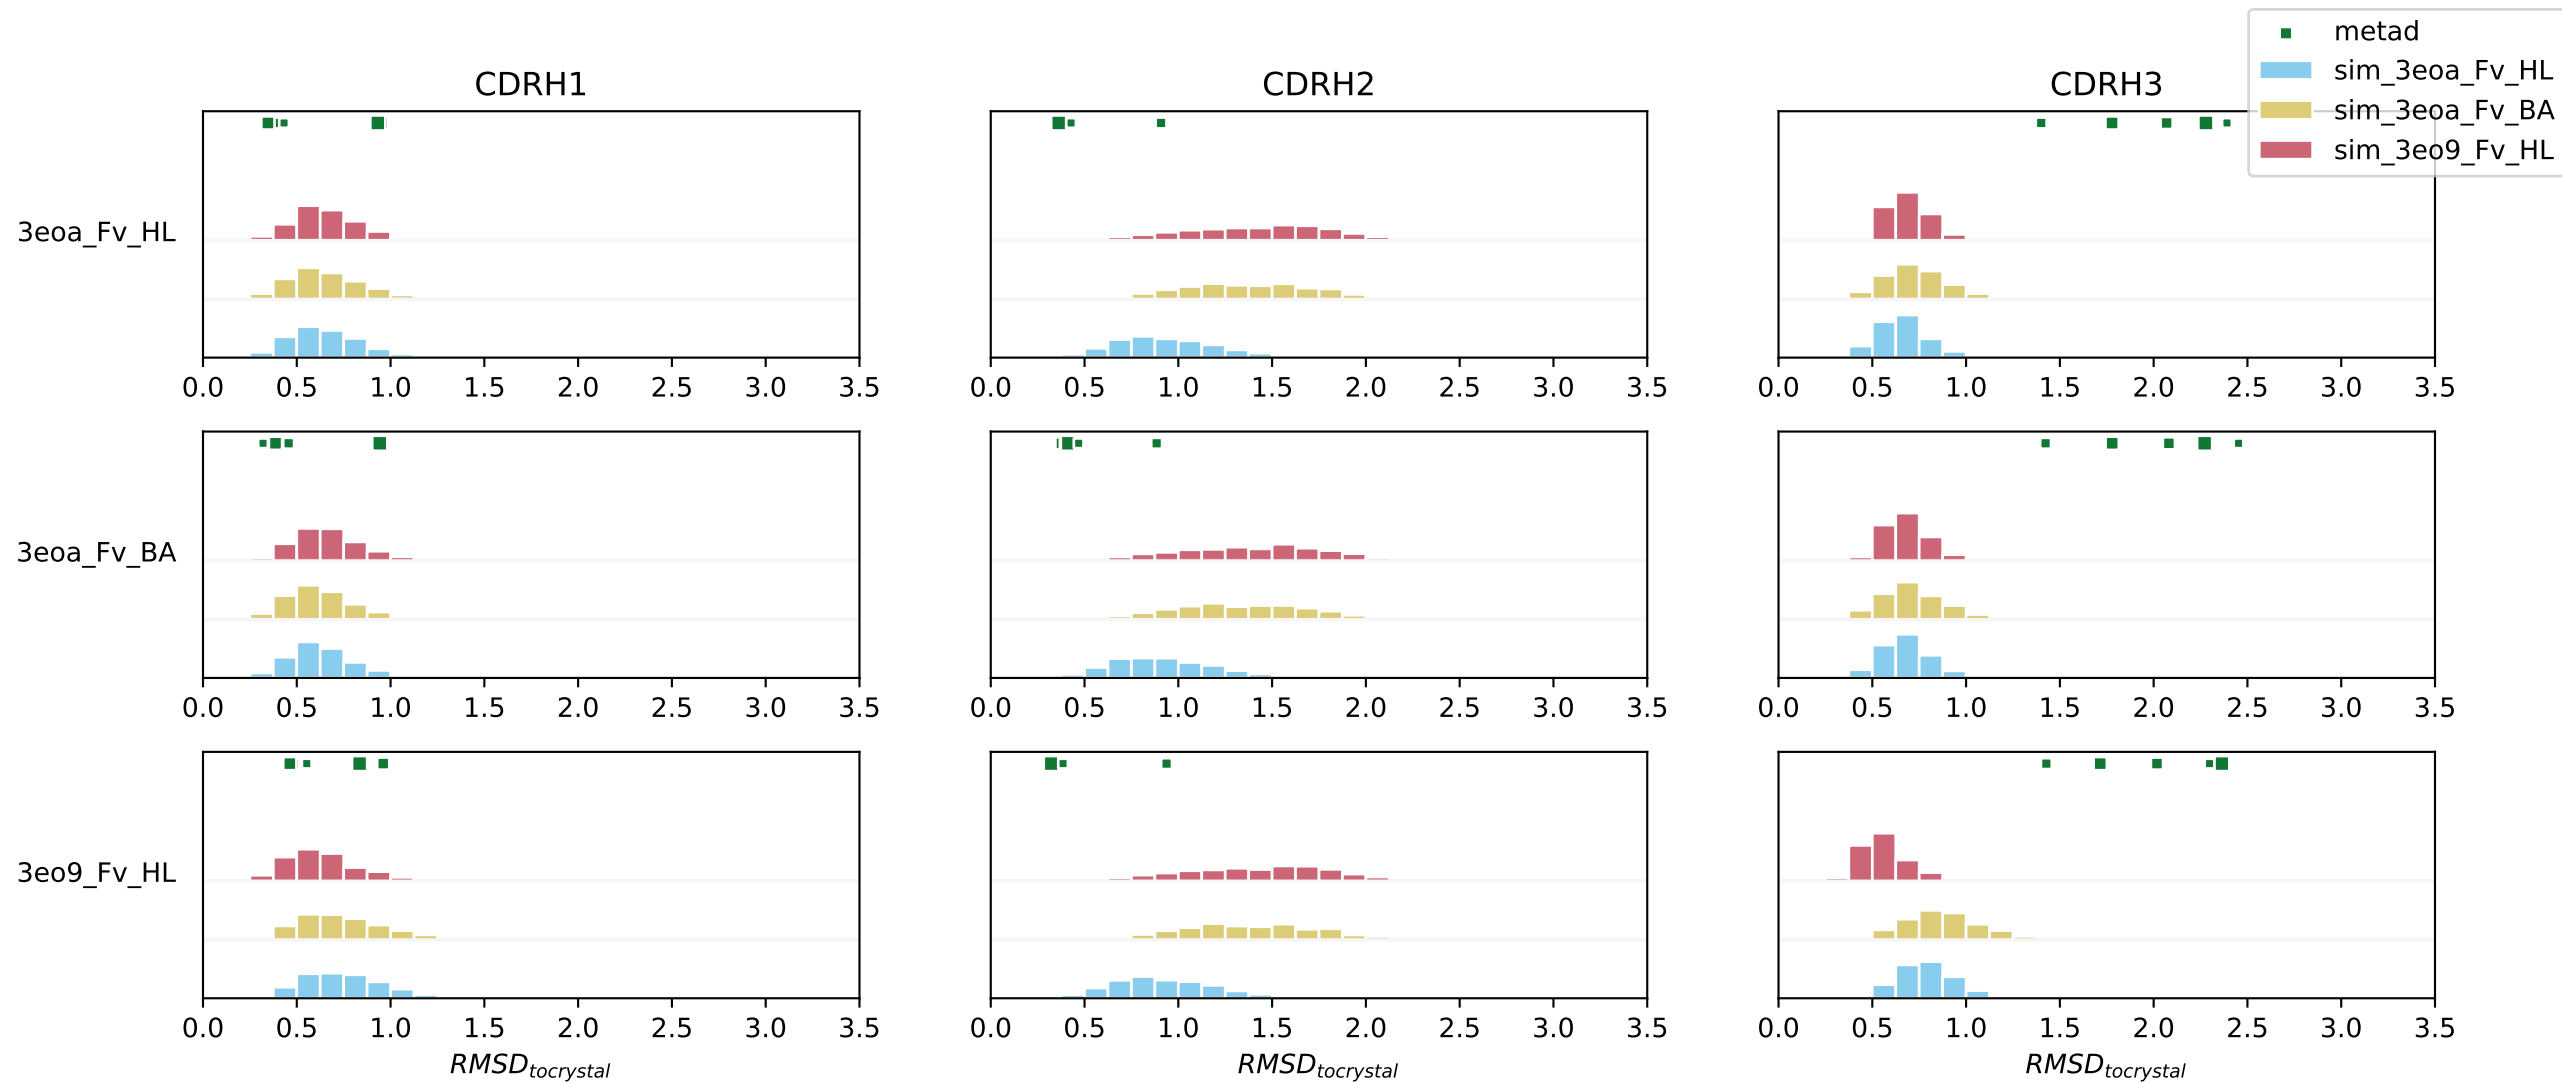 metad
sim_3eoa_Fv_HL
sim_3eoa_Fv_BA
sim_3eo9_Fv_HL
CDRH1 CDRH2 CDRH3
3eoa_Fv_HL
0.0 0.5 1.0 1.5 2.0 2.5 3.0 3.5 0.0 0.5 1.0 1.5 2.0 2.5 3.0 3.5 0.0 0.5 1.0 1.5 2.0 2.5 3.0 3.5
3eoa_Fv_BA
0.0 0.5 1.0 1.5 2.0 2.5 3.0 3.5 0.0 0.5 1.0 1.5 2.0 2.5 3.0 3.5 0.0 0.5 1.0 1.5 2.0 2.5 3.0 3.5
3eo9_Fv_HL
0.0 0.5 1.0 1.5 2.0 2.5 3.0 3.5 0.0 0.5 1.0 1.5 2.0 2.5 3.0 3.5 0.0 0.5 1.0 1.5 2.0 2.5 3.0 3.5
RMSDtocrystal RMSDtocrystal RMSDtocrystal